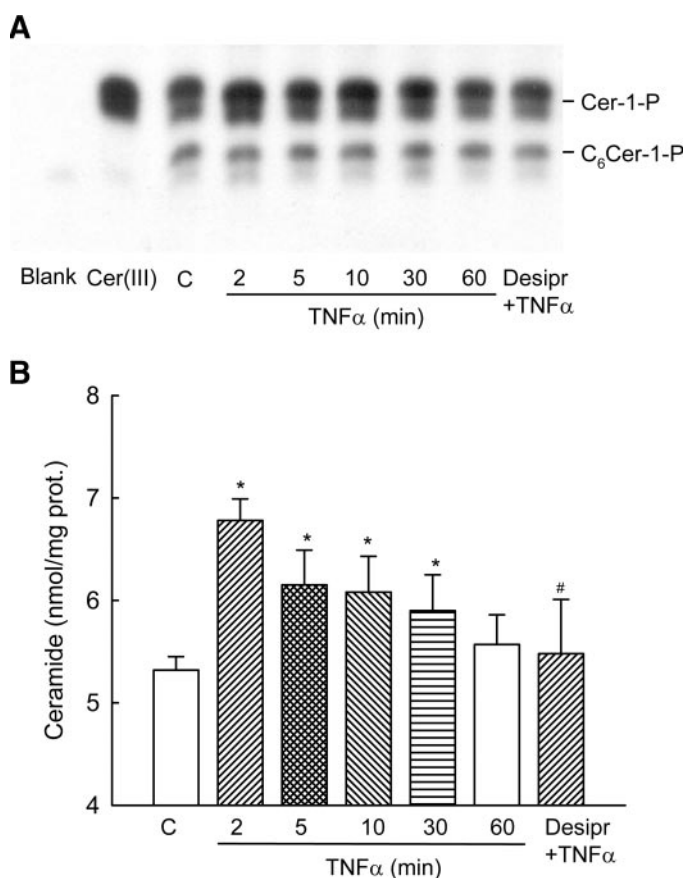 A
Cer-1-P
C₆Cer-1-P
Blank Cer(III) C 2 5 10 30 60 Desipr
+TNFα
TNFα (min)
B
Ceramide (nmol/mg prot.)
8
7
6
5
4
* * * * #
C 2 5 10 30 60 Desipr
+TNFα
TNFα (min)